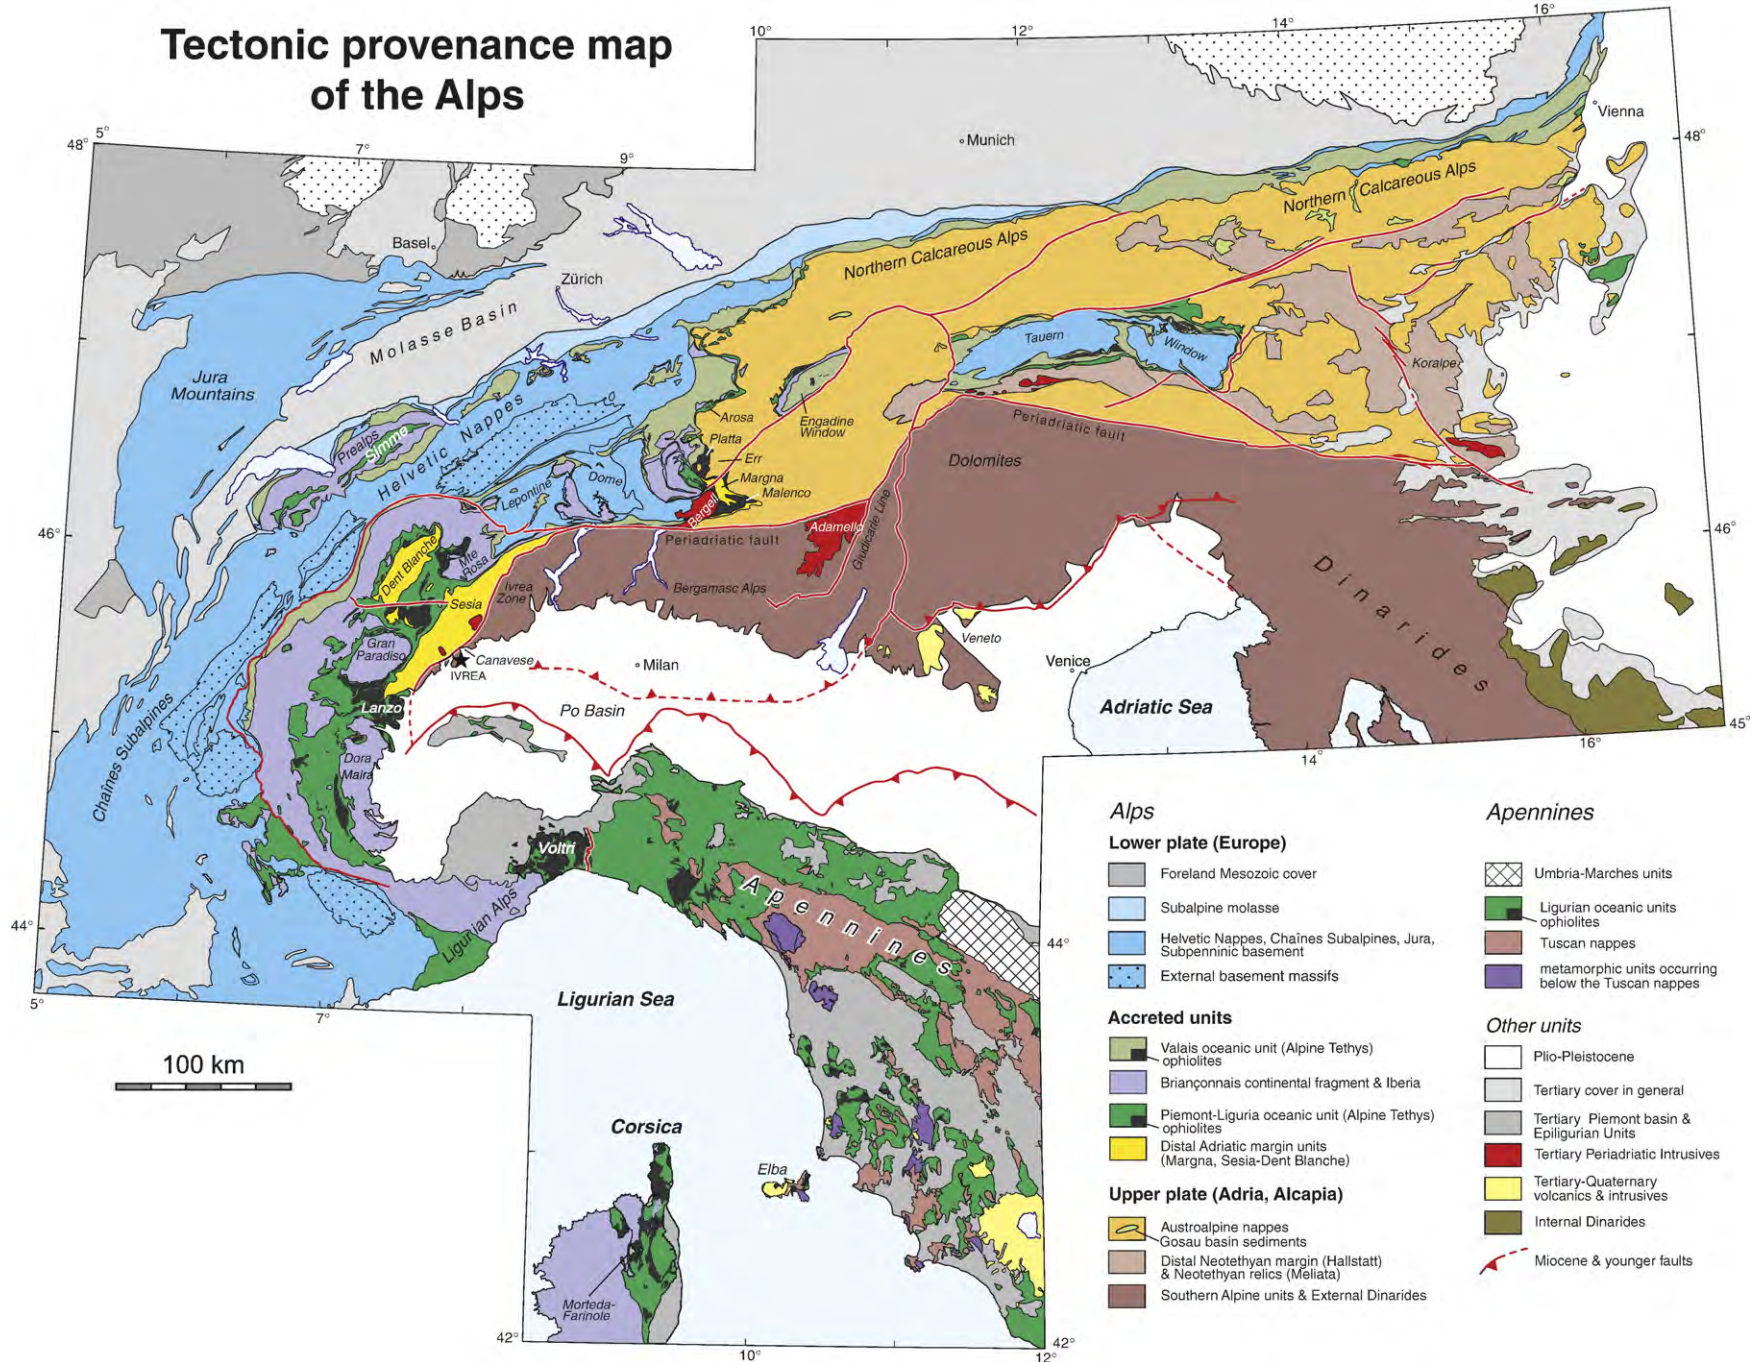 Tectonic provenance map
of the Alps
10°
12°
14°
16°
48°
5°
7°
9°
Munich
Vienna
48°
Basel
Zürich
Molasse Basin
Jura
Mountains
Northern Calcareous Alps
Northern Calcareous Alps
Tauern
Window
Koralpe
Prealps
Simme
Helvetic Nappes
Arosa
Platta
Err
Margna
Malenco
Engadine
Window
Periadriatic fault
Dolomites
Lepontine
Dome
Bergell
Adamello
Giudicarie Line
46°
46°
Periadriatic fault
Bergamasc Alps
Dent Blanche
Mte
Rosa
Sesia
Ivrea
Zone
Gran
Paradiso
Canavese
IVREA
Milan
Veneto
Venice
Dinarides
Adriatic Sea
Lanzo
Po Basin
Chaînes Subalpines
Dora
Maira
Voltri
Apennines
Ligurian Alps
45°
14°
16°
44°
44°
5°
7°
Ligurian Sea
100 km
Corsica
Elba
Morteda-
Farinole
42°
42°
10°
12°
Alps
Lower plate (Europe)
Foreland Mesozoic cover
Subalpine molasse
Helvetic Nappes, Chaînes Subalpines, Jura,
Subpenninic basement
External basement massifs
Accreted units
Valais oceanic unit (Alpine Tethys)
ophiolites
Briançonnais continental fragment & Iberia
Piemont-Liguria oceanic unit (Alpine Tethys)
ophiolites
Distal Adriatic margin units
(Margna, Sesia-Dent Blanche)
Upper plate (Adria, Alcapia)
Austroalpine nappes
Gosau basin sediments
Distal Neotethyan margin (Hallstatt)
& Neotethyan relics (Meliata)
Southern Alpine units & External Dinarides
Apennines
Umbria-Marches units
Ligurian oceanic units
ophiolites
Tuscan nappes
metamorphic units occurring
below the Tuscan nappes
Other units
Plio-Pleistocene
Tertiary cover in general
Tertiary Piemont basin &
Epiligurian Units
Tertiary Periadriatic Intrusives
Tertiary-Quaternary
volcanics & intrusives
Internal Dinarides
Miocene & younger faults